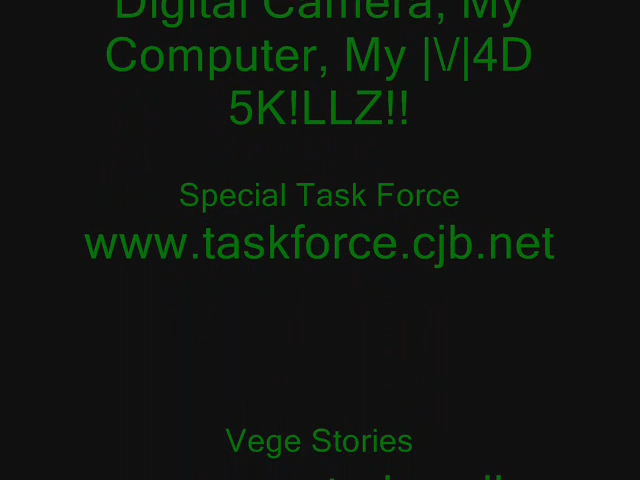 Digital Camera, My
Computer, My |\/|4D
5K!LLZ!!
Special Task Force
www.taskforce.cjb.net
Vege Stories